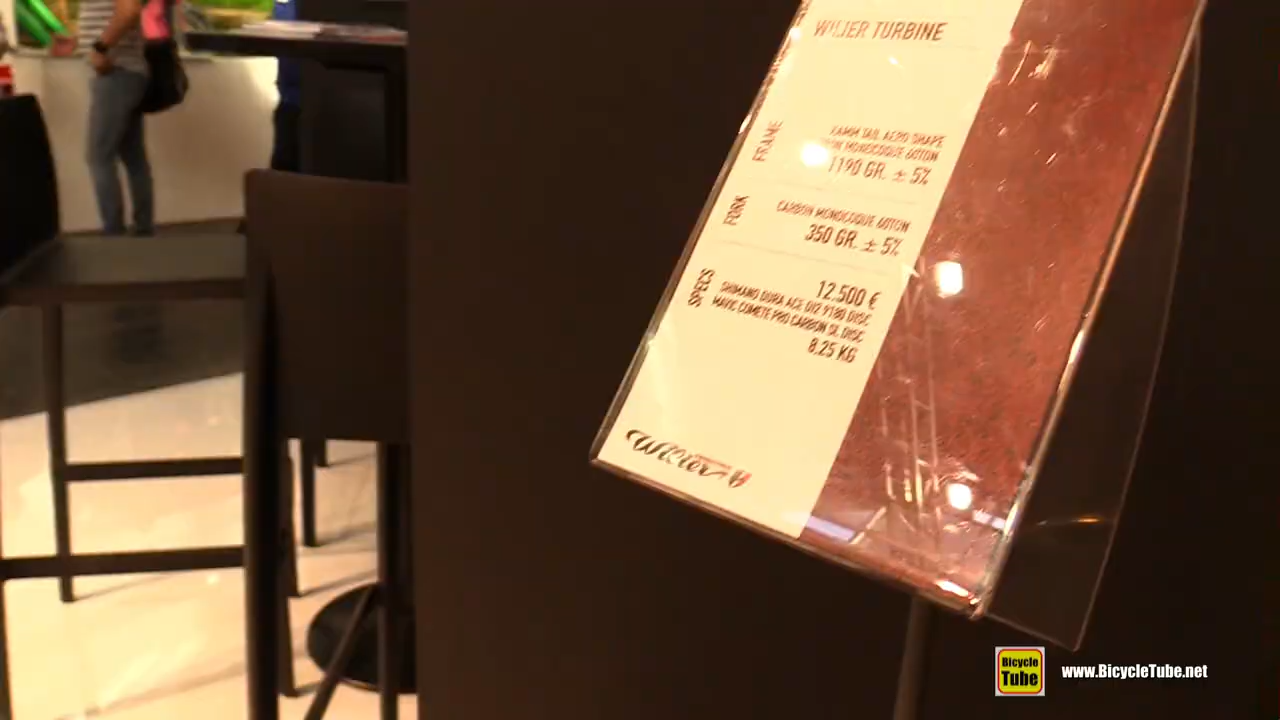 WILIER TURBINE
FRAME
KAMM TAIL AERO SHAPE
MONOCOQUE 60TON
1190 GR. ± 5%
FORK
CARBON MONOCOQUE 60TON
350 GR. ± 5%
SPECS
12.500 €
SHIMANO DURA ACE DI2 9180 DISC
MAVIC COMETE PRO CARBON SL DISC
8,25 KG
Wilier
Bicycle
Tube
www.BicycleTube.net